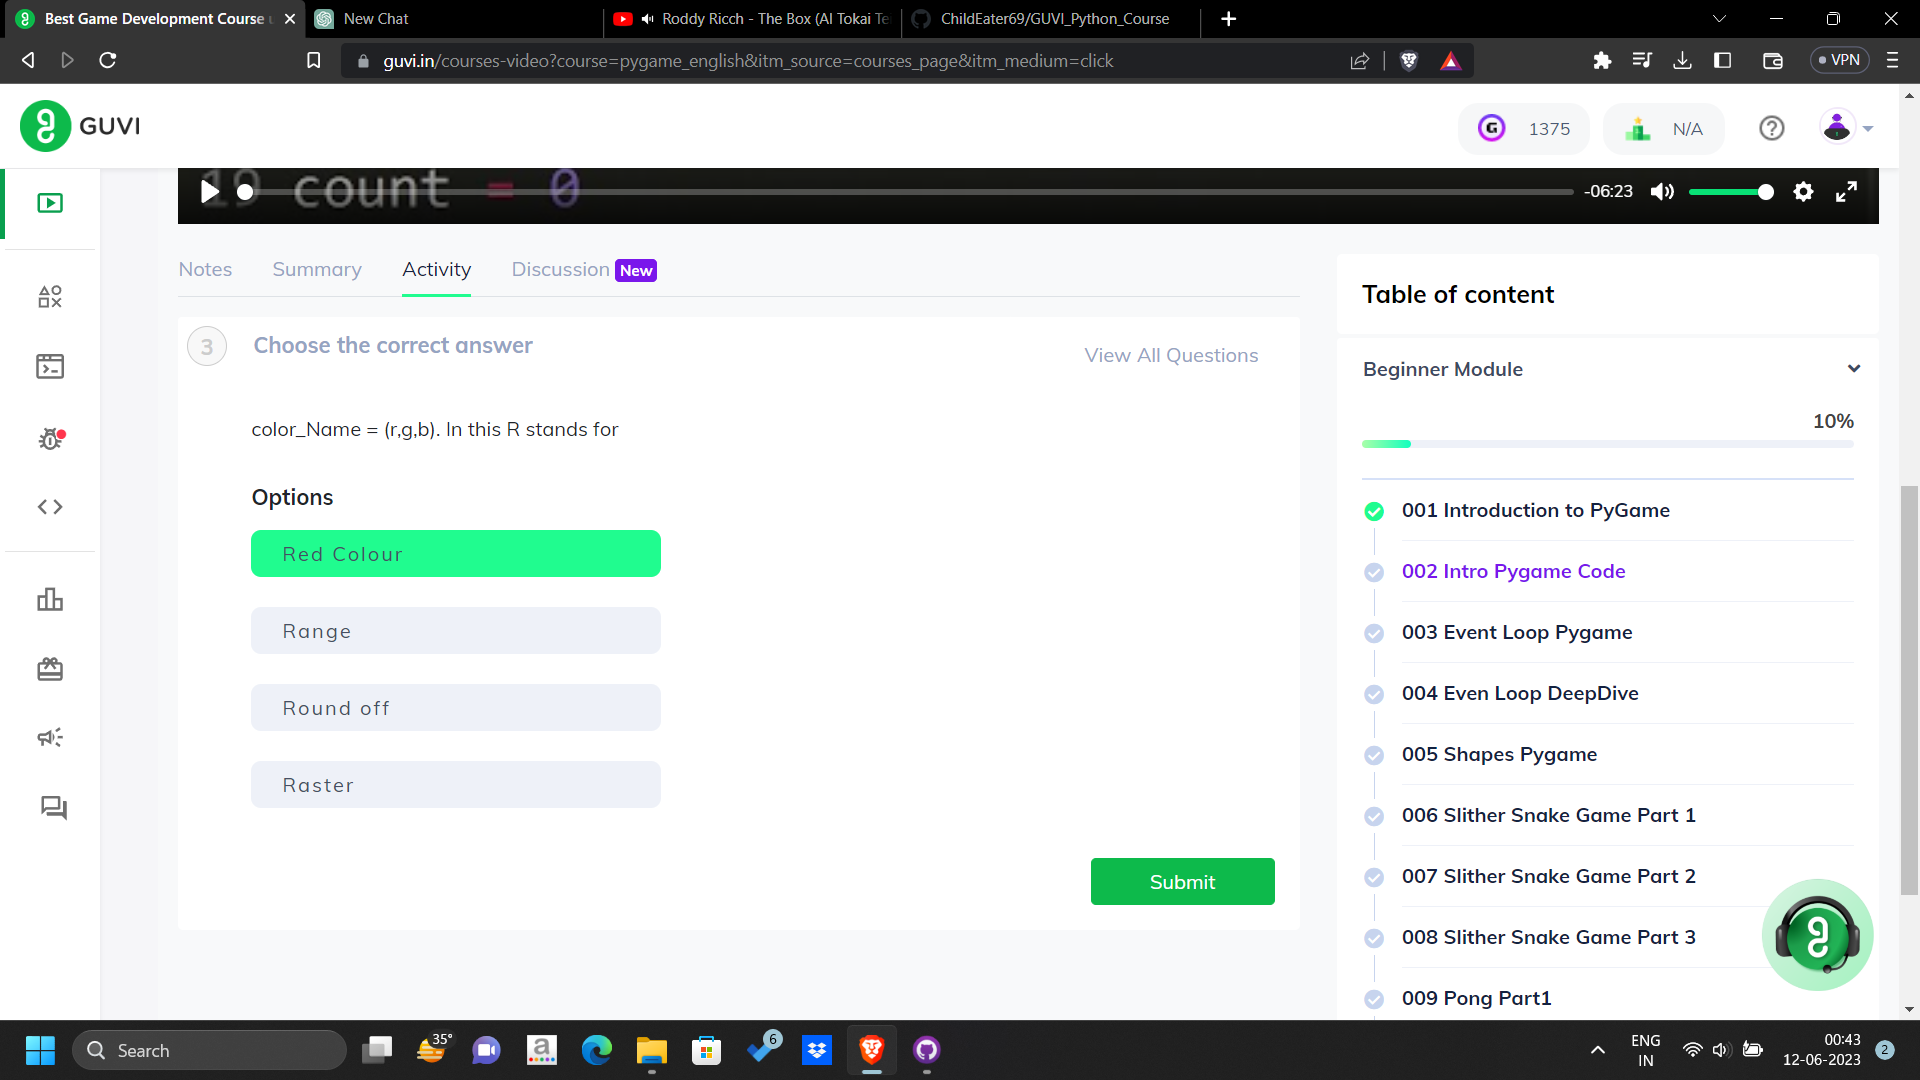 Best Game Development Course u
New Chat
Roddy Ricch - The Box (AI Tokai Te
ChildEater69/GUVI_Python_Course
guvi.in/courses-video?course=pygame_english&itm_source=courses_page&itm_medium=click
VPN
GUVI
G
1375
N/A
19 count = 0
-06:23
Notes
Summary
Activity
Discussion
New
3
Choose the correct answer
View All Questions
color_Name = (r,g,b). In this R stands for
Options
Red Colour
Range
Round off
Raster
Submit
Table of content
Beginner Module
10%
001 Introduction to PyGame
002 Intro Pygame Code
003 Event Loop Pygame
004 Even Loop DeepDive
005 Shapes Pygame
006 Slither Snake Game Part 1
007 Slither Snake Game Part 2
008 Slither Snake Game Part 3
009 Pong Part1
Search
35°
a
6
ENG
IN
00:43
12-06-2023
2